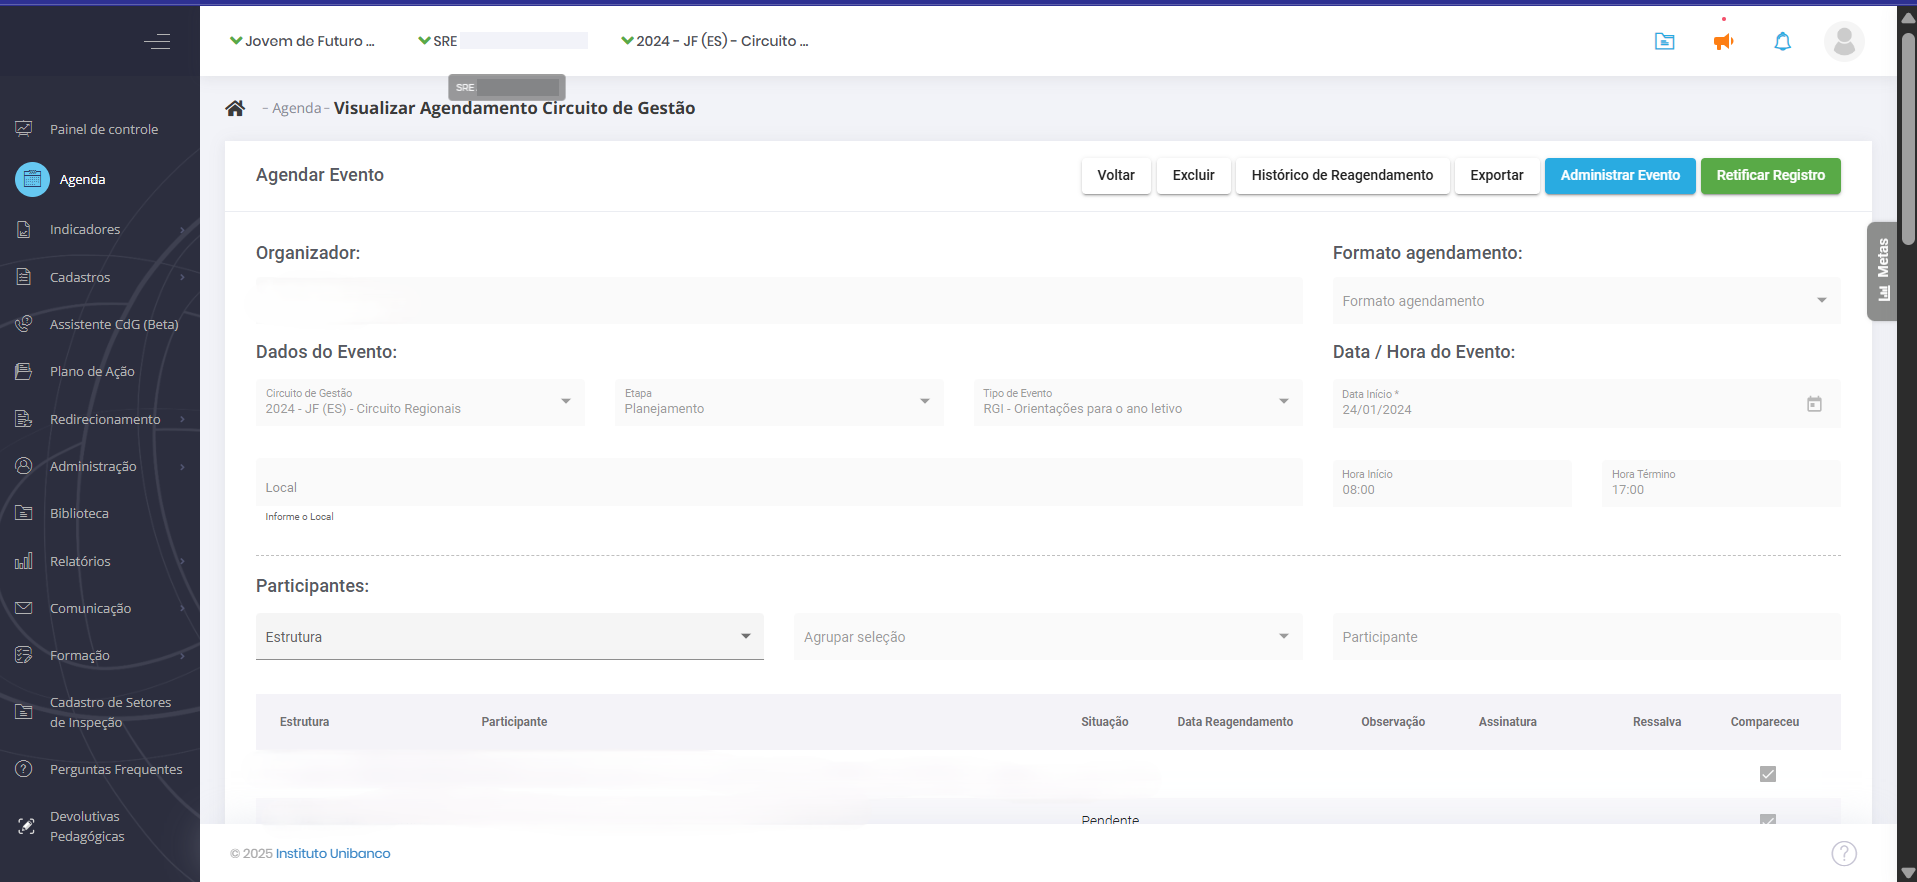 Jovem de Futuro ...
SRE
2024 - JF (ES) - Circuito ...
SRE
- Agenda - Visualizar Agendamento Circuito de Gestão
Painel de controle
Agenda
Indicadores
Cadastros
Assistente CdG (Beta)
Plano de Ação
Redirecionamento
Administração
Biblioteca
Relatórios
Comunicação
Formação
Cadastro de Setores
de Inspeção
Perguntas Frequentes
Devolutivas
Pedagógicas
Agendar Evento
Voltar
Excluir
Histórico de Reagendamento
Exportar
Administrar Evento
Retificar Registro
Metas
Organizador:
Formato agendamento:
Formato agendamento
Dados do Evento:
Data / Hora do Evento:
Circuito de Gestão
2024 - JF (ES) - Circuito Regionais
Etapa
Planejamento
Tipo de Evento
RGI - Orientações para o ano letivo
Data Início *
24/01/2024
Local
Informe o Local
Hora Início
08:00
Hora Término
17:00
Participantes:
Estrutura
Agrupar seleção
Participante
Estrutura Participante Situação Data Reagendamento Observação Assinatura Ressalva Compareceu
Pendente
© 2025 Instituto Unibanco
?